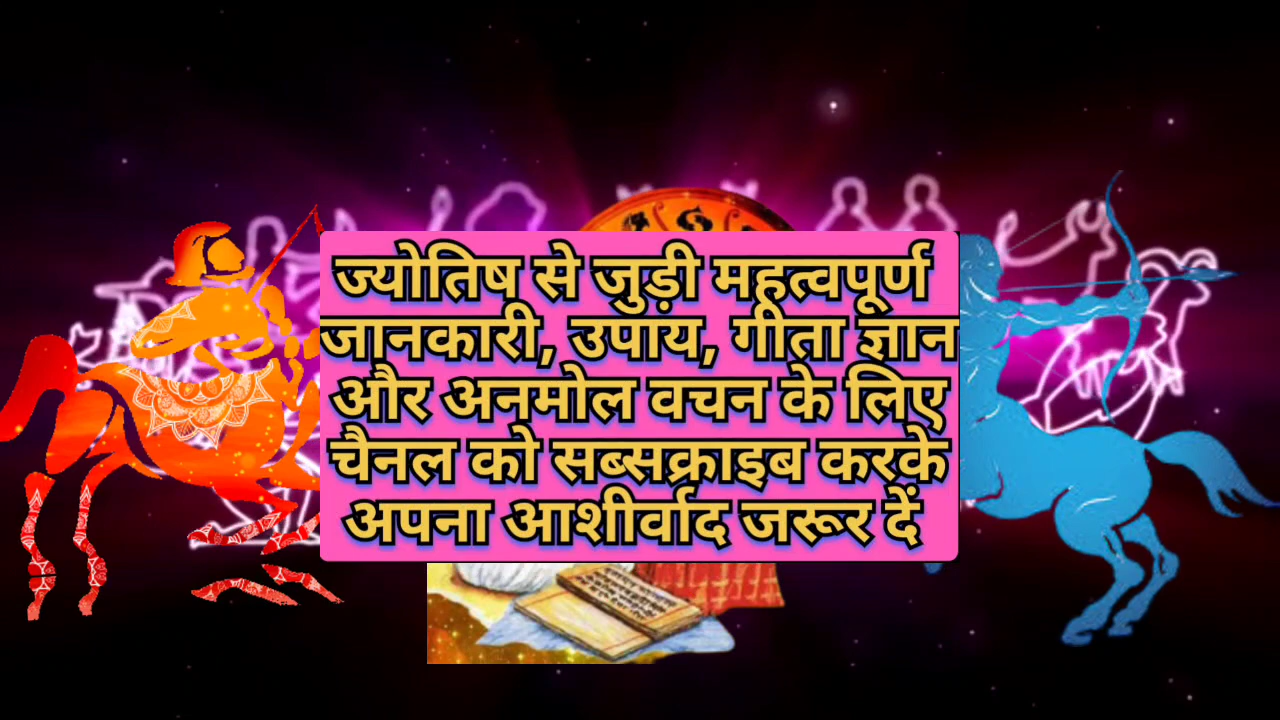 ज्योतिष से जुड़ी महत्वपूर्ण
जानकारी, उपाय, गीता ज्ञान
और अनमोल वचन के लिए
चैनल को सब्सक्राइब करके
अपना आशीर्वाद जरूर दें